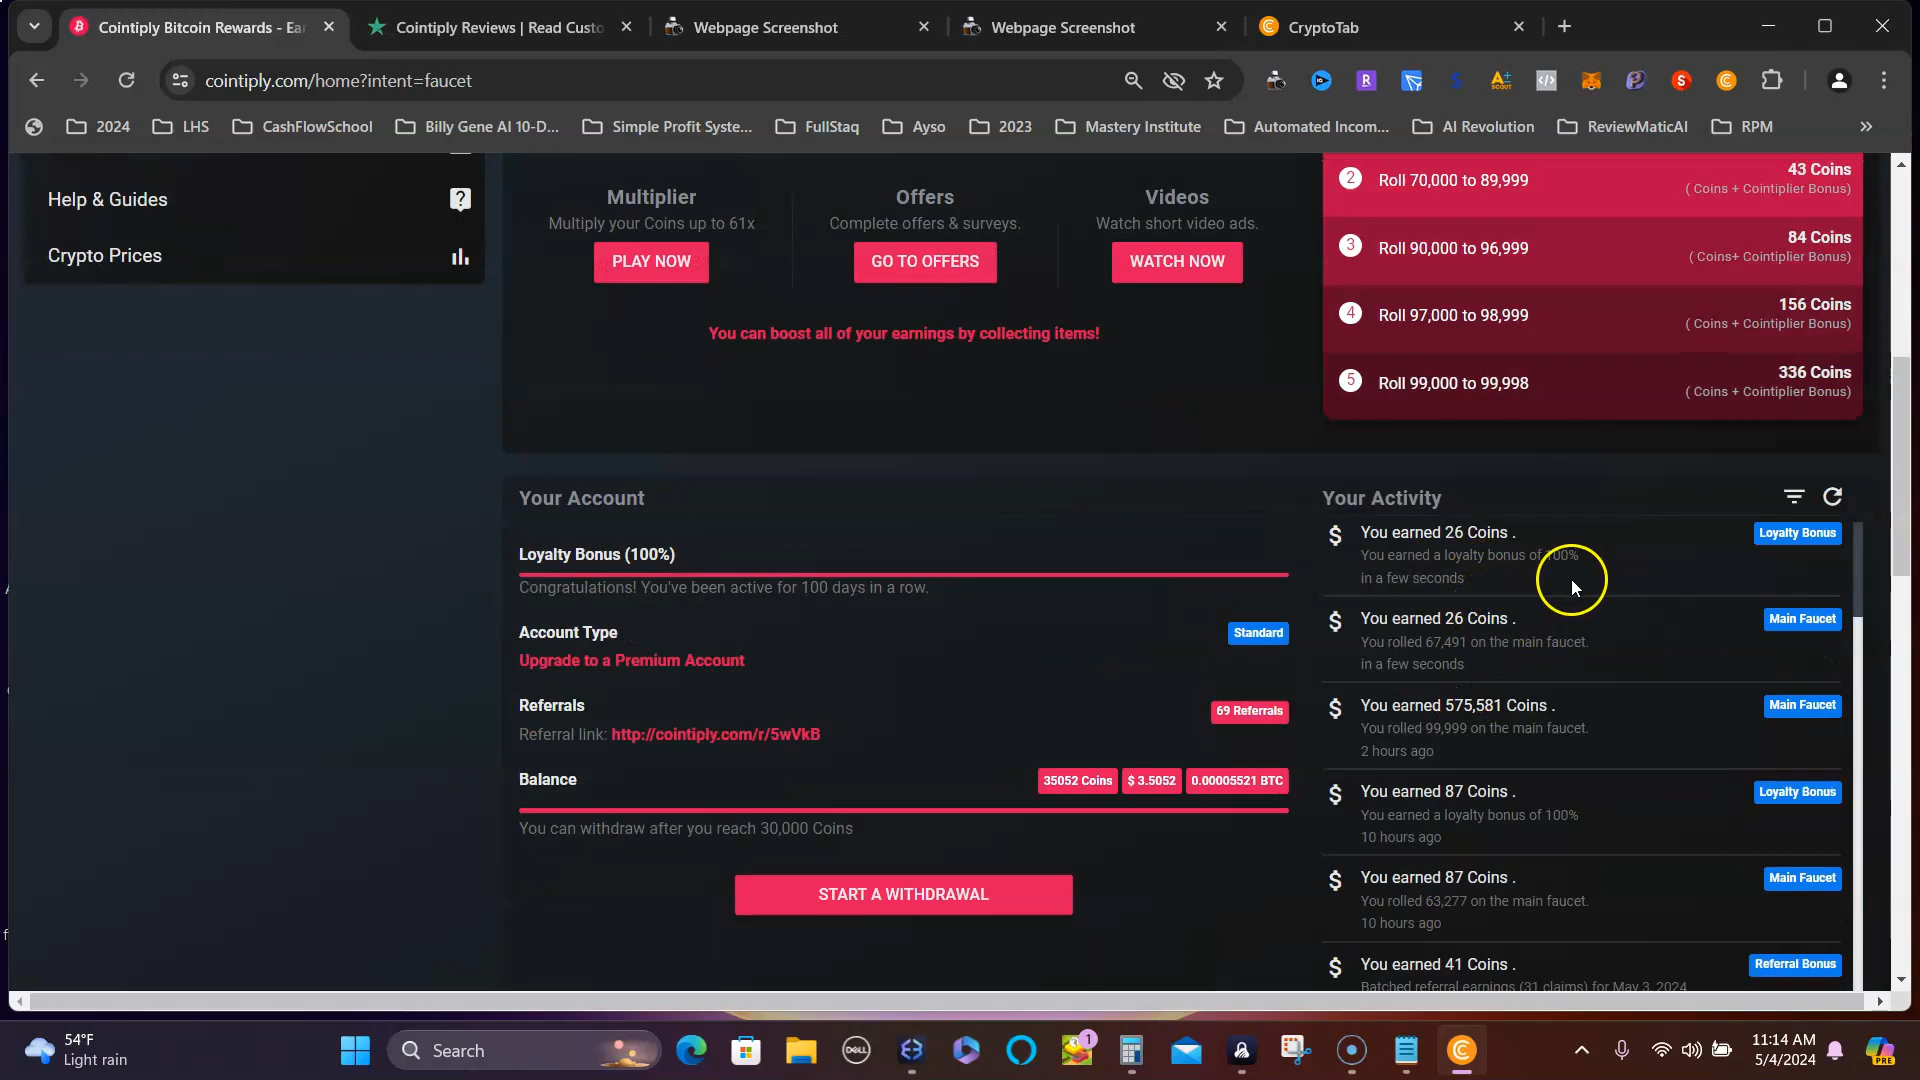 Cointiply Bitcoin Rewards - Ear
Cointiply Reviews | Read Custo
Webpage Screenshot
Webpage Screenshot
CryptoTab
cointiply.com/home?intent=faucet
2024
LHS
CashFlowSchool
Billy Gene AI 10-D...
Simple Profit Syste...
FullStaq
Ayso
2023
Mastery Institute
Automated Incom...
AI Revolution
ReviewMaticAI
RPM
Help & Guides
Crypto Prices
Multiplier
Multiply your Coins up to 61x
PLAY NOW
Offers
Complete offers & surveys.
GO TO OFFERS
Videos
Watch short video ads.
WATCH NOW
You can boost all of your earnings by collecting items!
2 Roll 70,000 to 89,999 43 Coins
( Coins + Cointiplier Bonus)
3 Roll 90,000 to 96,999 84 Coins
( Coins+ Cointiplier Bonus)
4 Roll 97,000 to 98,999 156 Coins
( Coins + Cointiplier Bonus)
5 Roll 99,000 to 99,998 336 Coins
( Coins + Cointiplier Bonus)
Your Account
Loyalty Bonus (100%)
Congratulations! You've been active for 100 days in a row.
Account Type Standard
Upgrade to a Premium Account
Referrals 69 Referrals
Referral link: http://cointiply.com/r/5wVkB
Balance 35052 Coins $ 3.5052 0.00005521 BTC
You can withdraw after you reach 30,000 Coins
START A WITHDRAWAL
Your Activity
$ You earned 26 Coins . Loyalty Bonus
You earned a loyalty bonus of 100%
in a few seconds
$ You earned 26 Coins . Main Faucet
You rolled 67,491 on the main faucet.
in a few seconds
$ You earned 575,581 Coins . Main Faucet
You rolled 99,999 on the main faucet.
2 hours ago
$ You earned 87 Coins . Loyalty Bonus
You earned a loyalty bonus of 100%
10 hours ago
$ You earned 87 Coins . Main Faucet
You rolled 63,277 on the main faucet.
10 hours ago
$ You earned 41 Coins . Referral Bonus
Batched referral earnings (31 claims) for May 3, 2024
54°F
Light rain
Search
DELL
1
11:14 AM
5/4/2024
PRE